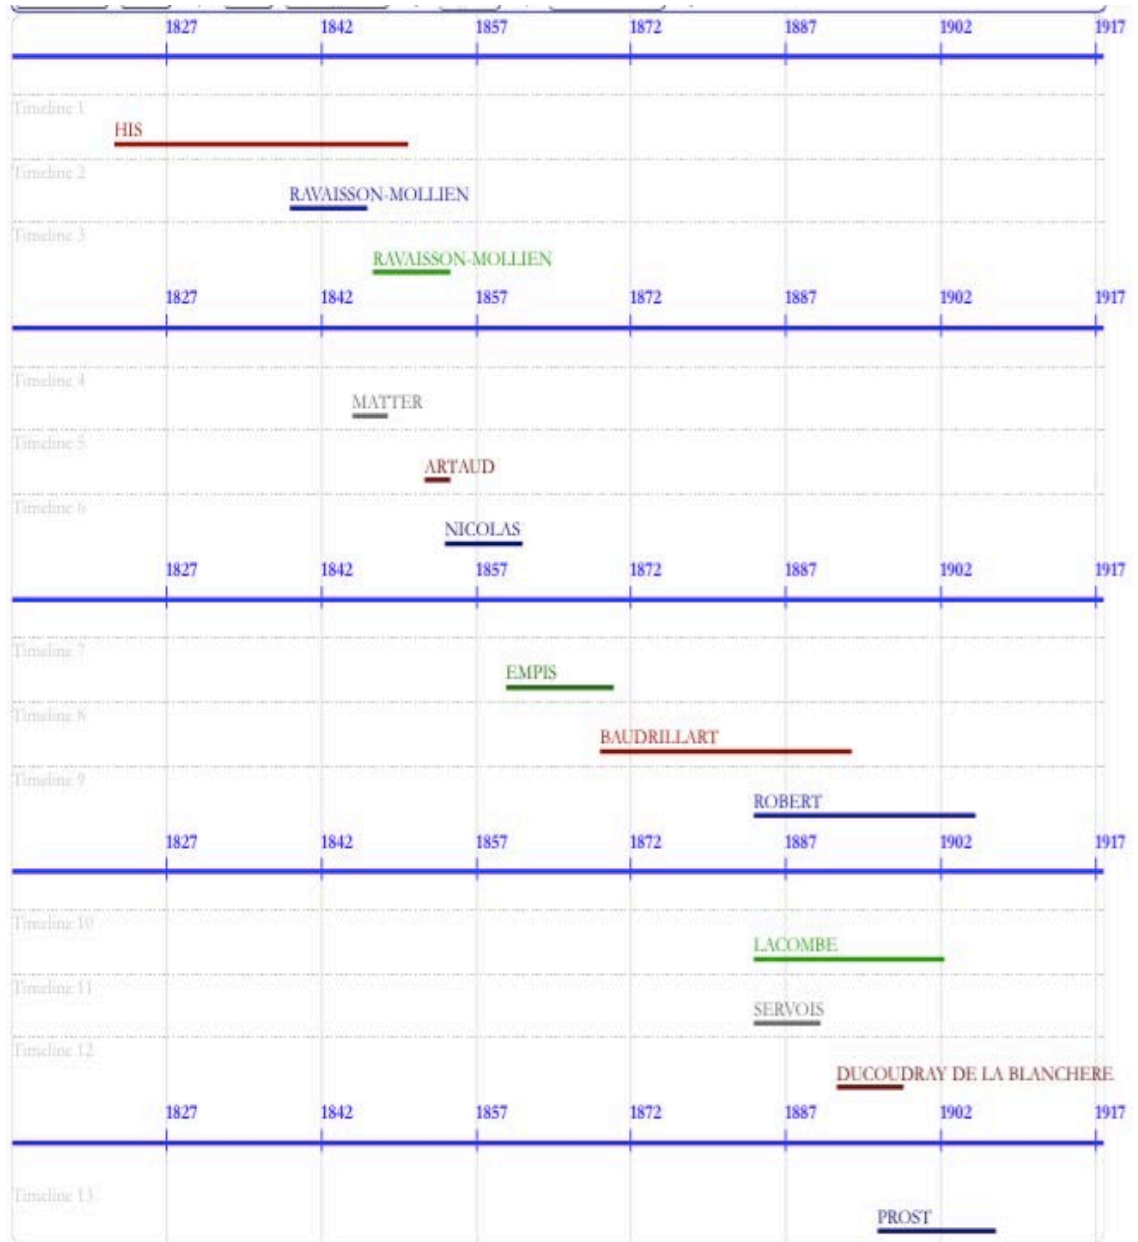 1827 1842 1857 1872 1887 1902 1917
Timeline 1
HIS
Timeline 2
RAVAISSON-MOLLIEN
Timeline 3
RAVAISSON-MOLLIEN
1827 1842 1857 1872 1887 1902 1917
Timeline 4
MATTER
Timeline 5
ARTAUD
Timeline 6
NICOLAS
1827 1842 1857 1872 1887 1902 1917
Timeline 7
EMPIS
Timeline 8
BAUDRILLART
Timeline 9
ROBERT
1827 1842 1857 1872 1887 1902 1917
Timeline 10
LACOMBE
Timeline 11
SERVOIS
Timeline 12
DUCOUDRAY DE LA BLANCHERE
1827 1842 1857 1872 1887 1902 1917
Timeline 13
PROST